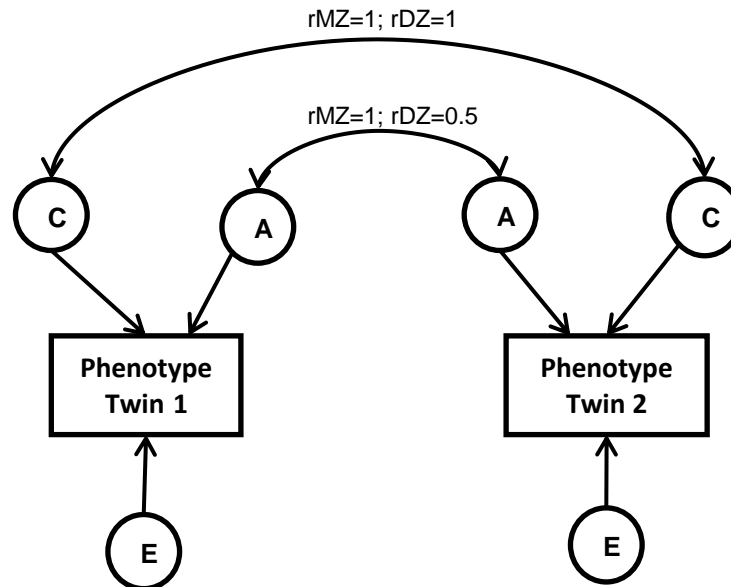 rMZ=1; rDZ=1
rMZ=1; rDZ=0.5
C
A
A
C
Phenotype
Twin 1
Phenotype
Twin 2
E
E